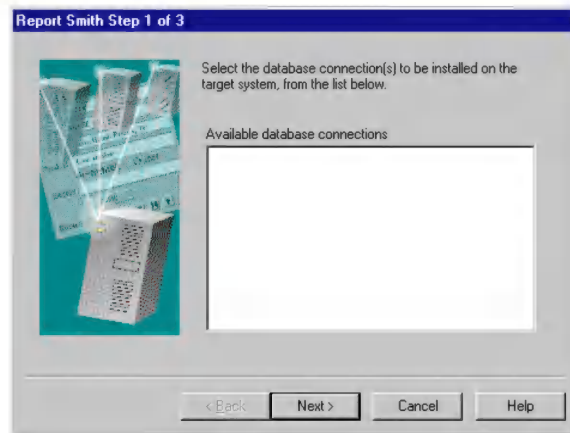 Report Smith Step 1 of 3
Select the database connection(s) to be installed on the
target system, from the list below.
Available database connections
< Back
Next >
Cancel
Help